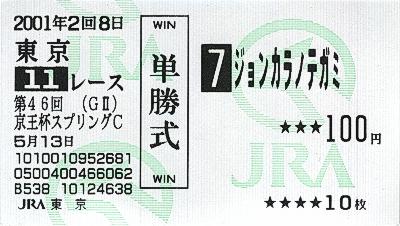 2001年2回8日
東京
11レース
第46回 (GⅡ)
京王杯スプリングC
5月13日
1010010952681
0500400466062
B538 10124638
JRA 東京
WIN
単勝式
WIN
7 ジョンカラノテガミ
★★★100円
★★★★10枚
JRA
JRA